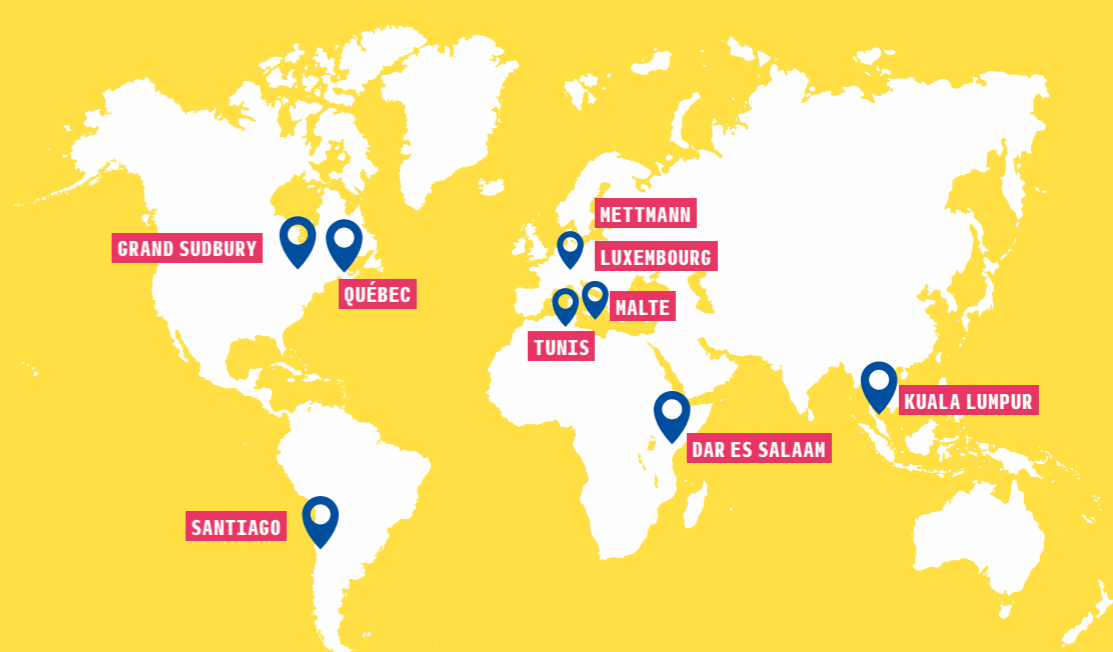 METTMANN
GRAND SUDBURY
LUXEMBOURG
QUÉBEC
MALTE
TUNIS
KUALA LUMPUR
DAR ES SALAAM
SANTIAGO